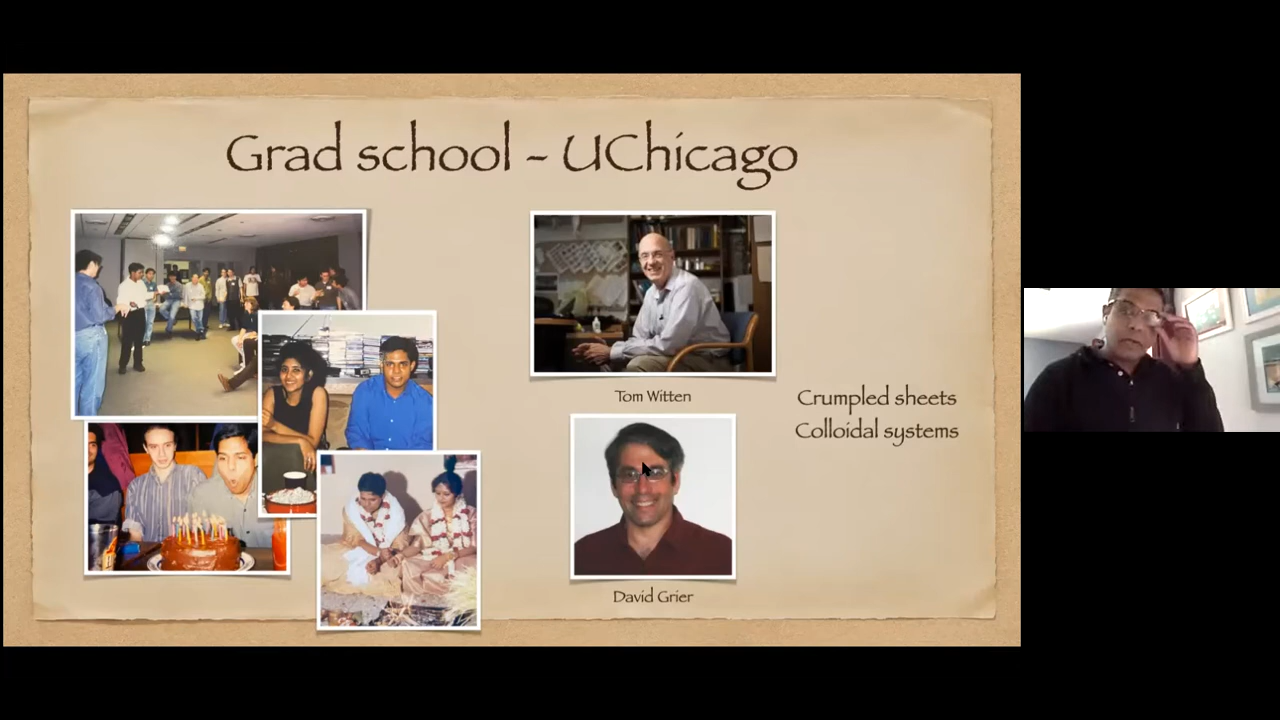 Grad school - UChicago
Tom Witten
Crumpled sheets
Colloidal systems
David Grier